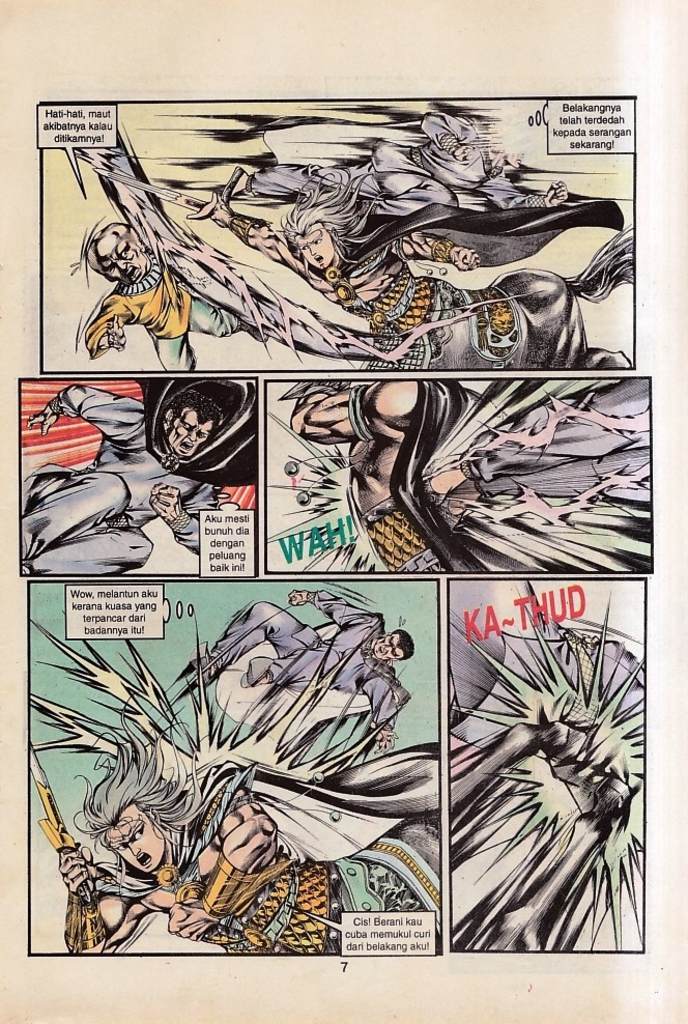 Hati-hati, maut
akibatnya kalau
ditikamnya!
Belakangnya
telah terdedah
kepada serangan
sekarang!
Aku mesti
bunuh dia
dengan
peluang
baik ini!
WAH!
Wow, melantun aku
kerana kuasa yang
terpancar dari
badannya itu!
Cis! Berani kau
cuba memukul curi
dari belakang aku!
KA~THUD
7